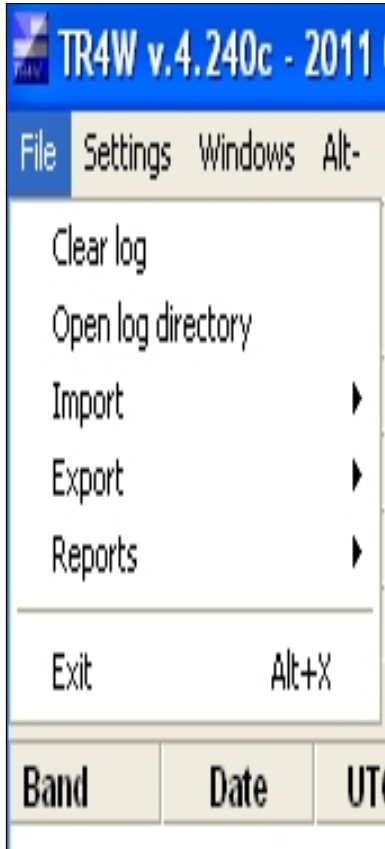 TR4W v.4.240c - 2011
File Settings Windows Alt-
Clear log
Open log directory
Import
Export
Reports
Exit Alt+X
Band Date UT